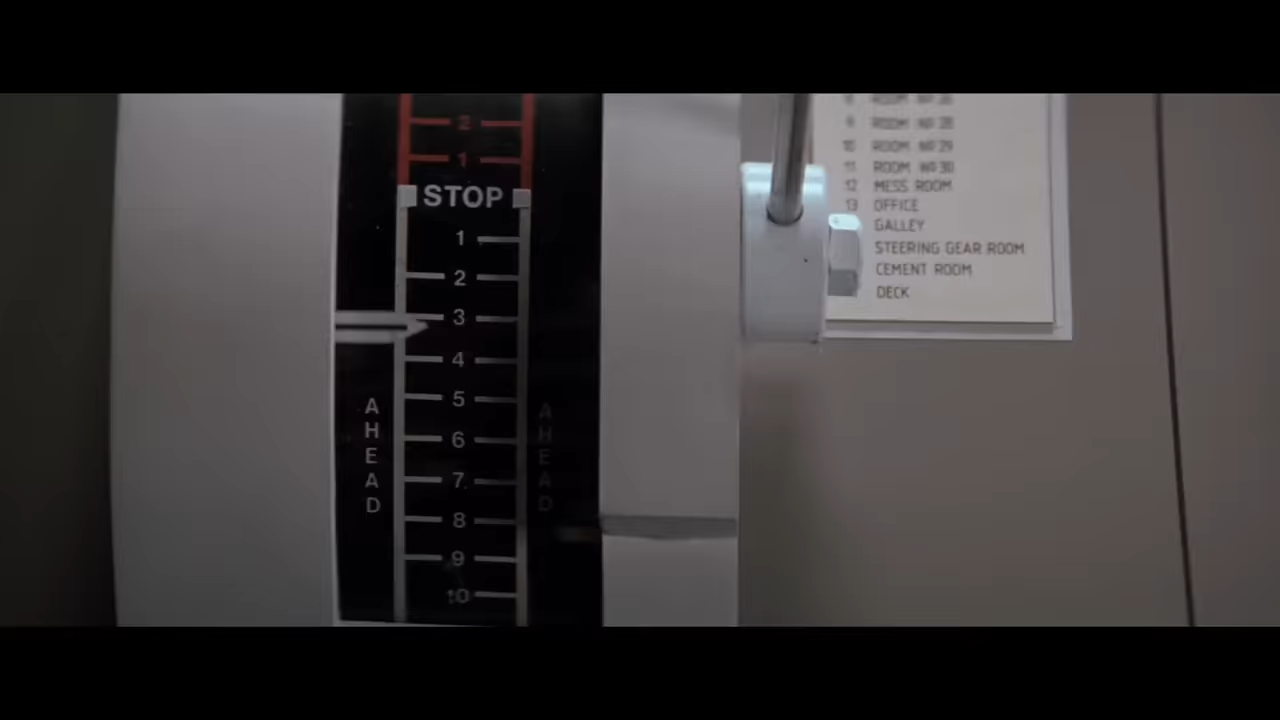 2
1
STOP
1
2
3
4
5
6
7
8
9
10
AHEAD
AHEAD
9 ROOM Nº 28
10 ROOM Nº 29
11 ROOM Nº 30
12 MESS ROOM
13 OFFICE
GALLEY
STEERING GEAR ROOM
CEMENT ROOM
DECK